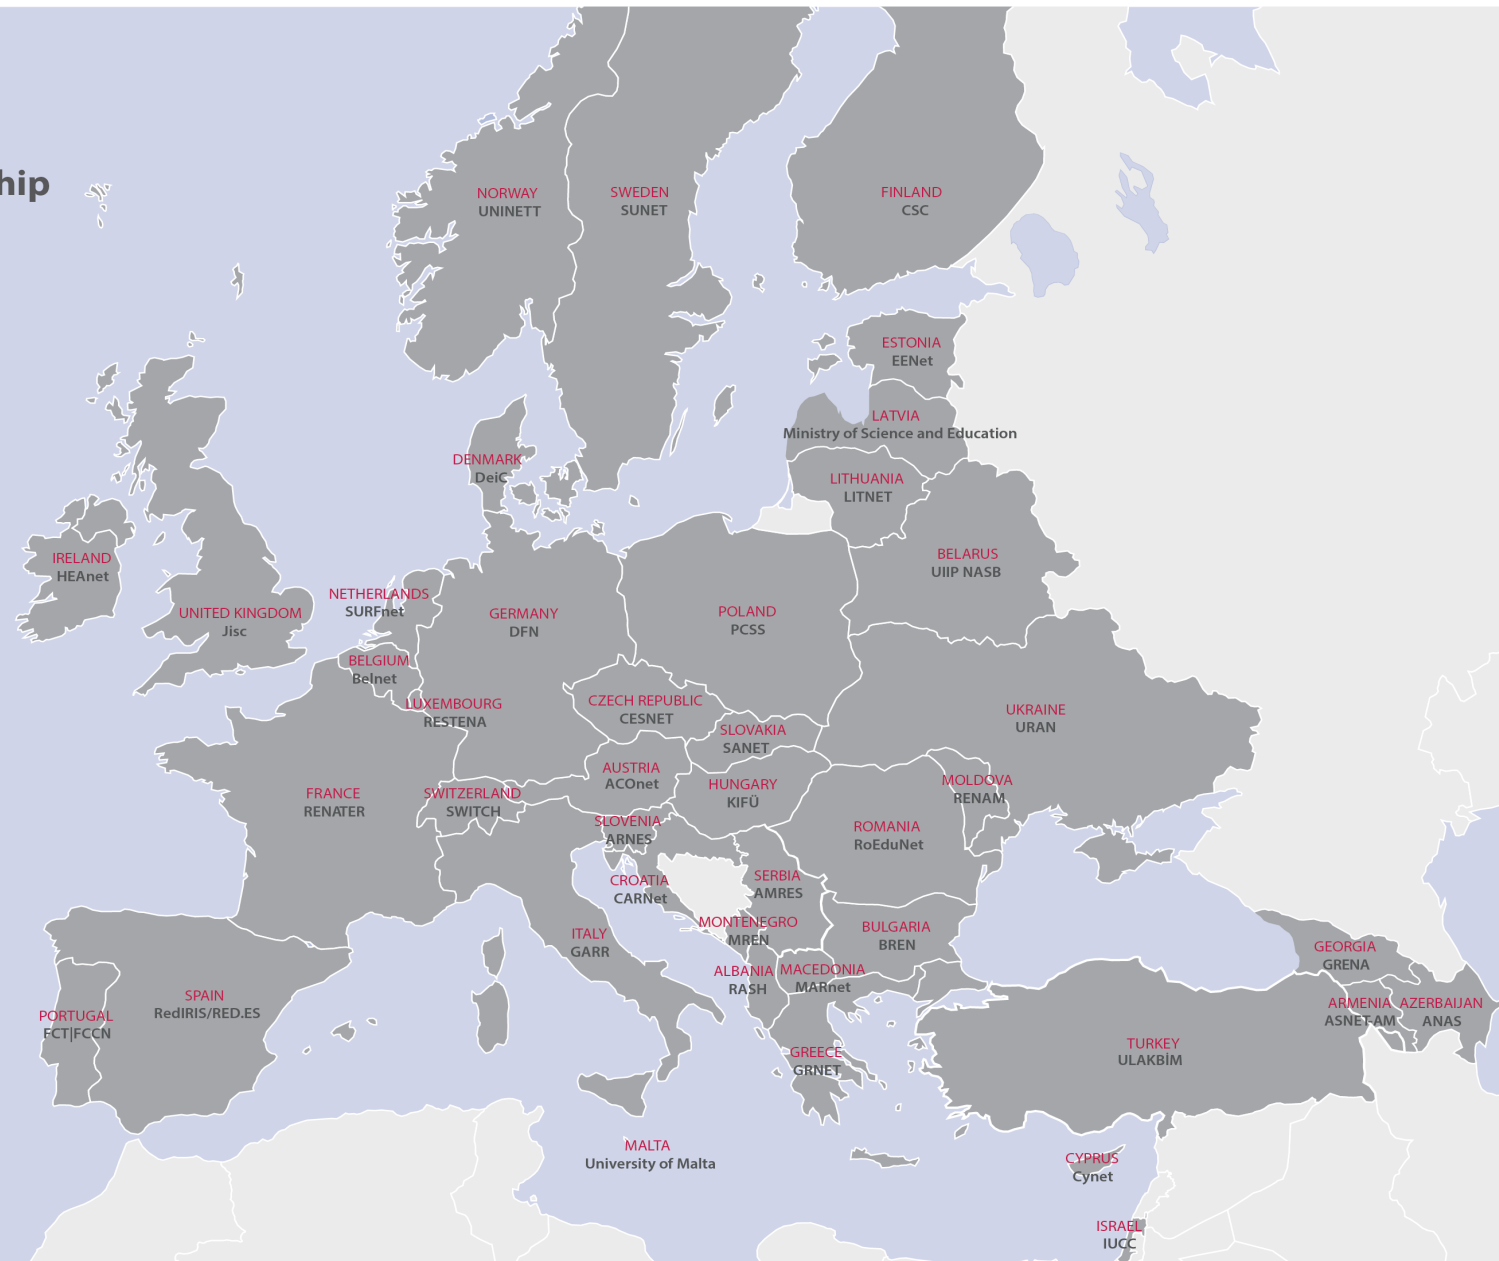 hip
NORWAY
UNINETT
SWEDEN
SUNET
FINLAND
CSC
ESTONIA
EENet
LATVIA
Ministry of Science and Education
DENMARK
DeiC
LITHUANIA
LITNET
IRELAND
HEAnet
BELARUS
UIIP NASB
NETHERLANDS
SURFnet
UNITED KINGDOM
Jisc
GERMANY
DFN
POLAND
PCSS
BELGIUM
Belnet
LUXEMBOURG
RESTENA
CZECH REPUBLIC
CESNET
UKRAINE
URAN
SLOVAKIA
SANET
AUSTRIA
ACOnet
FRANCE
RENATER
SWITZERLAND
SWITCH
HUNGARY
KIFÜ
MOLDOVA
RENAM
SLOVENIA
ARNES
ROMANIA
RoEduNet
CROATIA
CARNet
SERBIA
AMRES
MONTENEGRO
MREN
BULGARIA
BREN
ITALY
GARR
GEORGIA
GRENA
ALBANIA
RASH
MACEDONIA
MARnet
SPAIN
RedIRIS/RED.ES
PORTUGAL
FCT|FCCN
ARMENIA
ASNET-AM
AZERBAIJAN
ANAS
GREECE
GRNET
TURKEY
ULAKBİM
MALTA
University of Malta
CYPRUS
Cynet
ISRAEL
IUCC